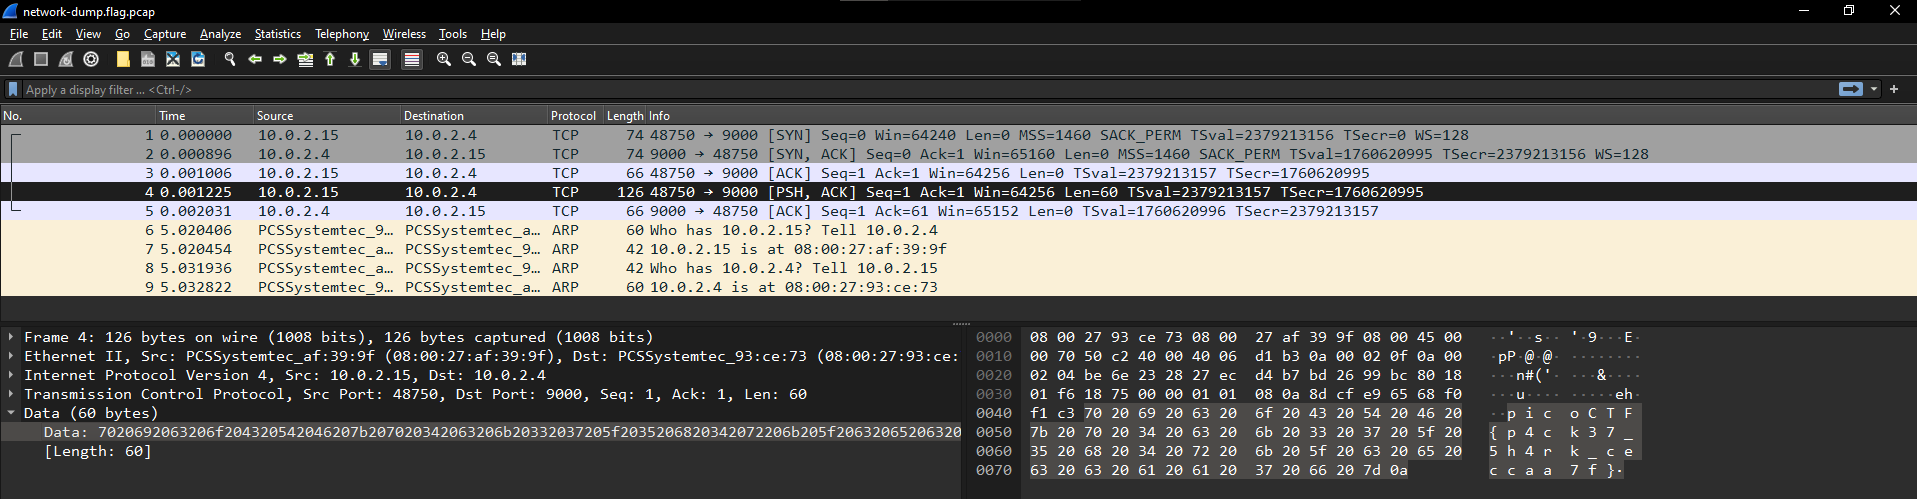 network-dump.flag.pcap
File Edit View Go Capture Analyze Statistics Telephony Wireless Tools Help
Apply a display filter ... <Ctrl-/>
No. Time Source Destination Protocol Length Info
1 0.000000 10.0.2.15 10.0.2.4 TCP 74 48750 → 9000 [SYN] Seq=0 Win=64240 Len=0 MSS=1460 SACK_PERM TSval=2379213156 TSecr=0 WS=128
2 0.000896 10.0.2.4 10.0.2.15 TCP 74 9000 → 48750 [SYN, ACK] Seq=0 Ack=1 Win=65160 Len=0 MSS=1460 SACK_PERM TSval=1760620995 TSecr=2379213156 WS=128
3 0.001006 10.0.2.15 10.0.2.4 TCP 66 48750 → 9000 [ACK] Seq=1 Ack=1 Win=64256 Len=0 TSval=2379213157 TSecr=1760620995
4 0.001225 10.0.2.15 10.0.2.4 TCP 126 48750 → 9000 [PSH, ACK] Seq=1 Ack=1 Win=64256 Len=60 TSval=2379213157 TSecr=1760620995
5 0.002031 10.0.2.4 10.0.2.15 TCP 66 9000 → 48750 [ACK] Seq=1 Ack=61 Win=65152 Len=0 TSval=1760620996 TSecr=2379213157
6 5.020406 PCSSystemtec_9… PCSSystemtec_a… ARP 60 Who has 10.0.2.15? Tell 10.0.2.4
7 5.020454 PCSSystemtec_a… PCSSystemtec_9… ARP 42 10.0.2.15 is at 08:00:27:af:39:9f
8 5.031936 PCSSystemtec_a… PCSSystemtec_9… ARP 42 Who has 10.0.2.4? Tell 10.0.2.15
9 5.032822 PCSSystemtec_9… PCSSystemtec_a… ARP 60 10.0.2.4 is at 08:00:27:93:ce:73
Frame 4: 126 bytes on wire (1008 bits), 126 bytes captured (1008 bits)
Ethernet II, Src: PCSSystemtec_af:39:9f (08:00:27:af:39:9f), Dst: PCSSystemtec_93:ce:73 (08:00:27:93:ce:
Internet Protocol Version 4, Src: 10.0.2.15, Dst: 10.0.2.4
Transmission Control Protocol, Src Port: 48750, Dst Port: 9000, Seq: 1, Ack: 1, Len: 60
Data (60 bytes)
Data: 7020692063206f204320542046207b207020342063206b20332037205f203520682034207220 6b205f20632065206320
[Length: 60]
0000 08 00 27 93 ce 73 08 00 27 af 39 9f 08 00 45 00 ··'··s·· '·9···E·
0010 00 70 50 c2 40 00 40 06 d1 b3 0a 00 02 0f 0a 00 ·pP·@·@· ········
0020 02 04 be 6e 23 28 27 ec d4 b7 bd 26 99 bc 80 18 ···n#('· ···&····
0030 01 f6 18 75 00 00 01 01 08 0a 8d cf e9 65 68 f0 ···u···· ·····eh·
0040 f1 c3 70 20 69 20 63 20 6f 20 43 20 54 20 46 20 ··p i c o C T F
0050 7b 20 70 20 34 20 63 20 6b 20 33 20 37 20 5f 20 { p 4 c k 3 7 _
0060 35 20 68 20 34 20 72 20 6b 20 5f 20 63 20 65 20 5 h 4 r k _ c e
0070 63 20 63 20 61 20 61 20 37 20 66 20 7d 0a c c a a 7 f }·